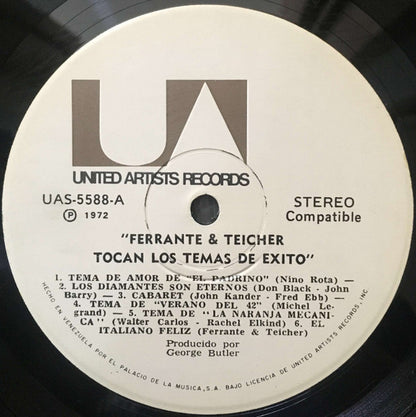 UA
UNITED ARTISTS RECORDS
UAS-5588-A
Ⓟ 1972
STEREO
Compatible
"FERRANTE & TEICHER
TOCAN LOS TEMAS DE EXITO"
1. TEMA DE AMOR DE "EL PADRINO" (Nino Rota) —
2. LOS DIAMANTES SON ETERNOS (Don Black - John
Barry) — 3. CABARET (John Kander - Fred Ebb) —
4. TEMA DE "VERANO DEL 42" (Michel Le-
grand) — 5. TEMA DE "LA NARANJA MECANI-
CA" (Walter Carlos - Rachel Elkind) — 6. EL
ITALIANO FELIZ (Ferrante & Teicher)
Producido por
George Butler
HECHO EN VENEZUELA POR EL PALACIO DE LA MUSICA, S.A. BAJO LICENCIA DE UNITED ARTISTS RECORDS, INC